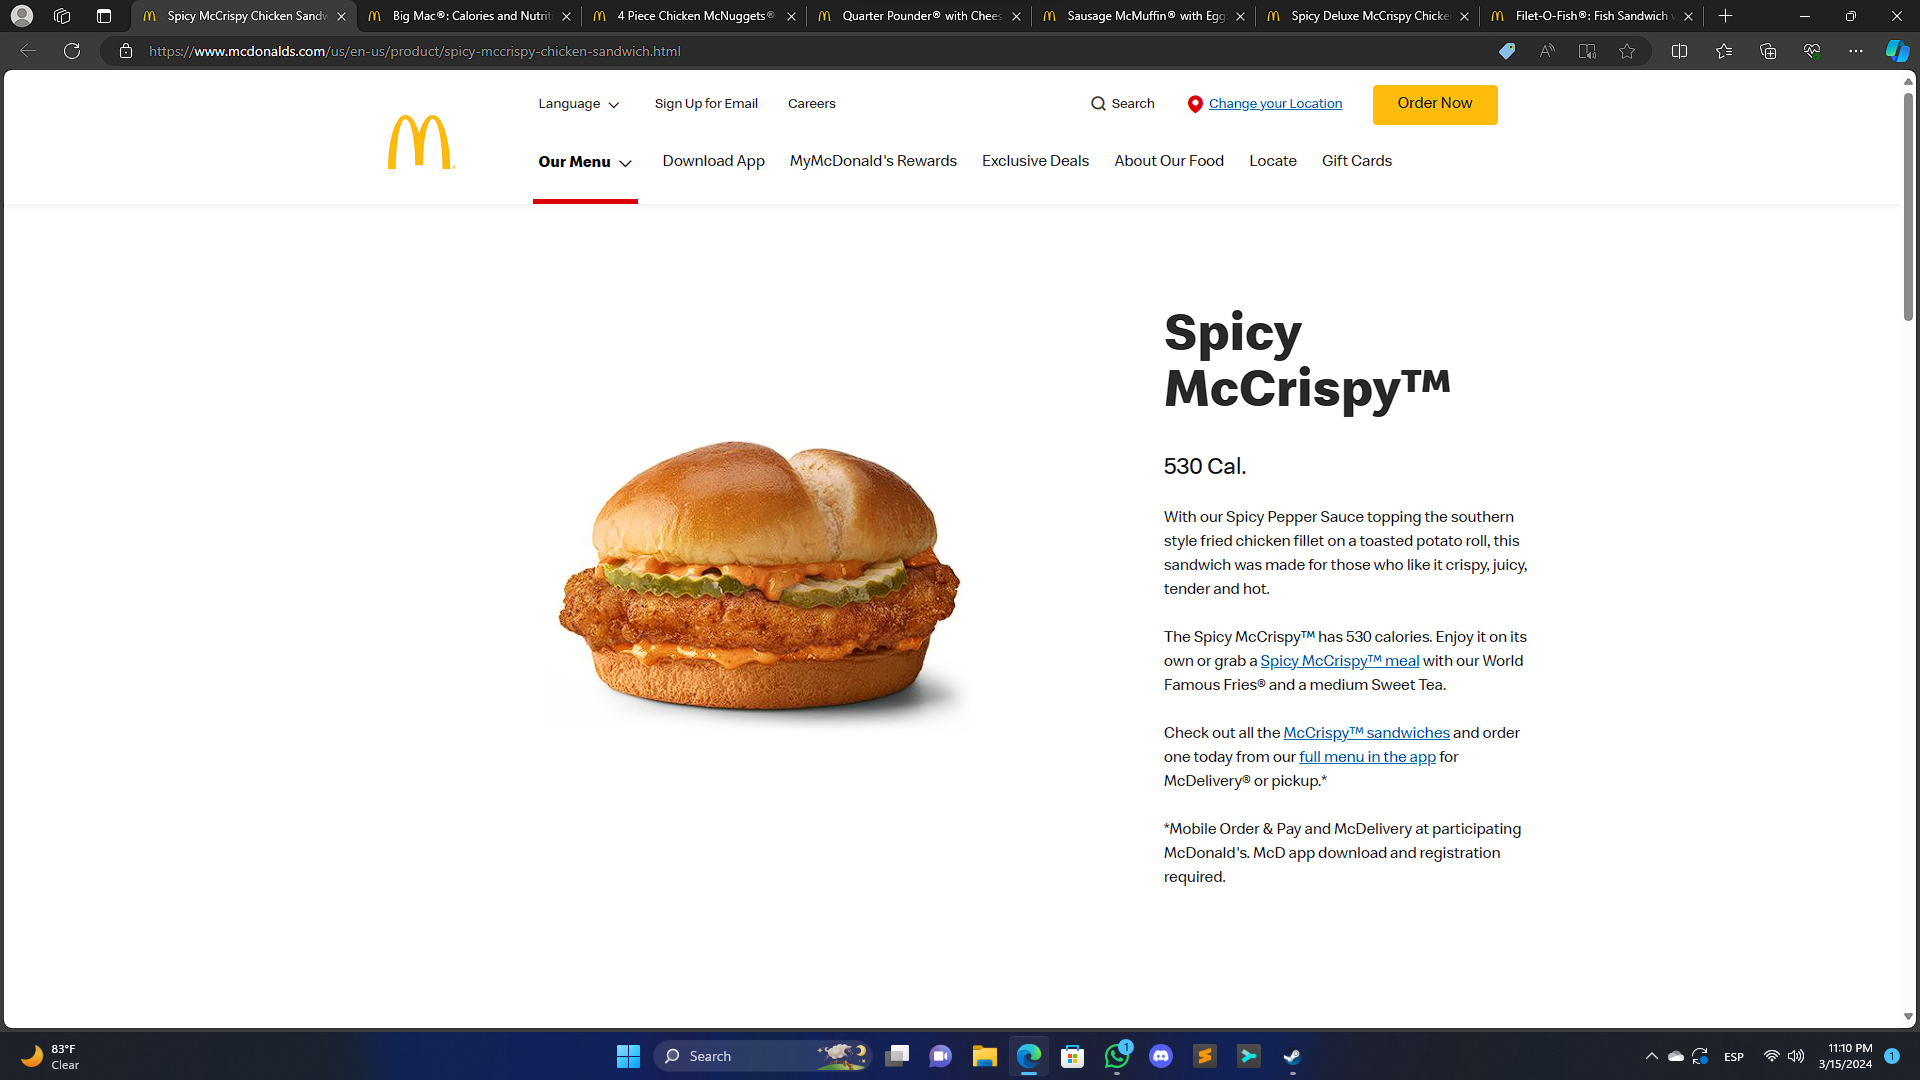 Spicy McCrispy Chicken Sandw
Big Mac®: Calories and Nutriti
4 Piece Chicken McNuggets®
Quarter Pounder® with Chees
Sausage McMuffin® with Egg
Spicy Deluxe McCrispy Chicke
Filet-O-Fish®: Fish Sandwich w
https://www.mcdonalds.com/us/en-us/product/spicy-mccrispy-chicken-sandwich.html
Language
Sign Up for Email
Careers
Search
Change your Location
Order Now
Our Menu
Download App
MyMcDonald's Rewards
Exclusive Deals
About Our Food
Locate
Gift Cards
Spicy
McCrispy™
530 Cal.
With our Spicy Pepper Sauce topping the southern
style fried chicken fillet on a toasted potato roll, this
sandwich was made for those who like it crispy, juicy,
tender and hot.
The Spicy McCrispy™ has 530 calories. Enjoy it on its
own or grab a Spicy McCrispy™ meal with our World
Famous Fries® and a medium Sweet Tea.
Check out all the McCrispy™ sandwiches and order
one today from our full menu in the app for
McDelivery® or pickup.*
*Mobile Order & Pay and McDelivery at participating
McDonald's. McD app download and registration
required.
83°F
Clear
Search
1
ESP
11:10 PM
3/15/2024
1